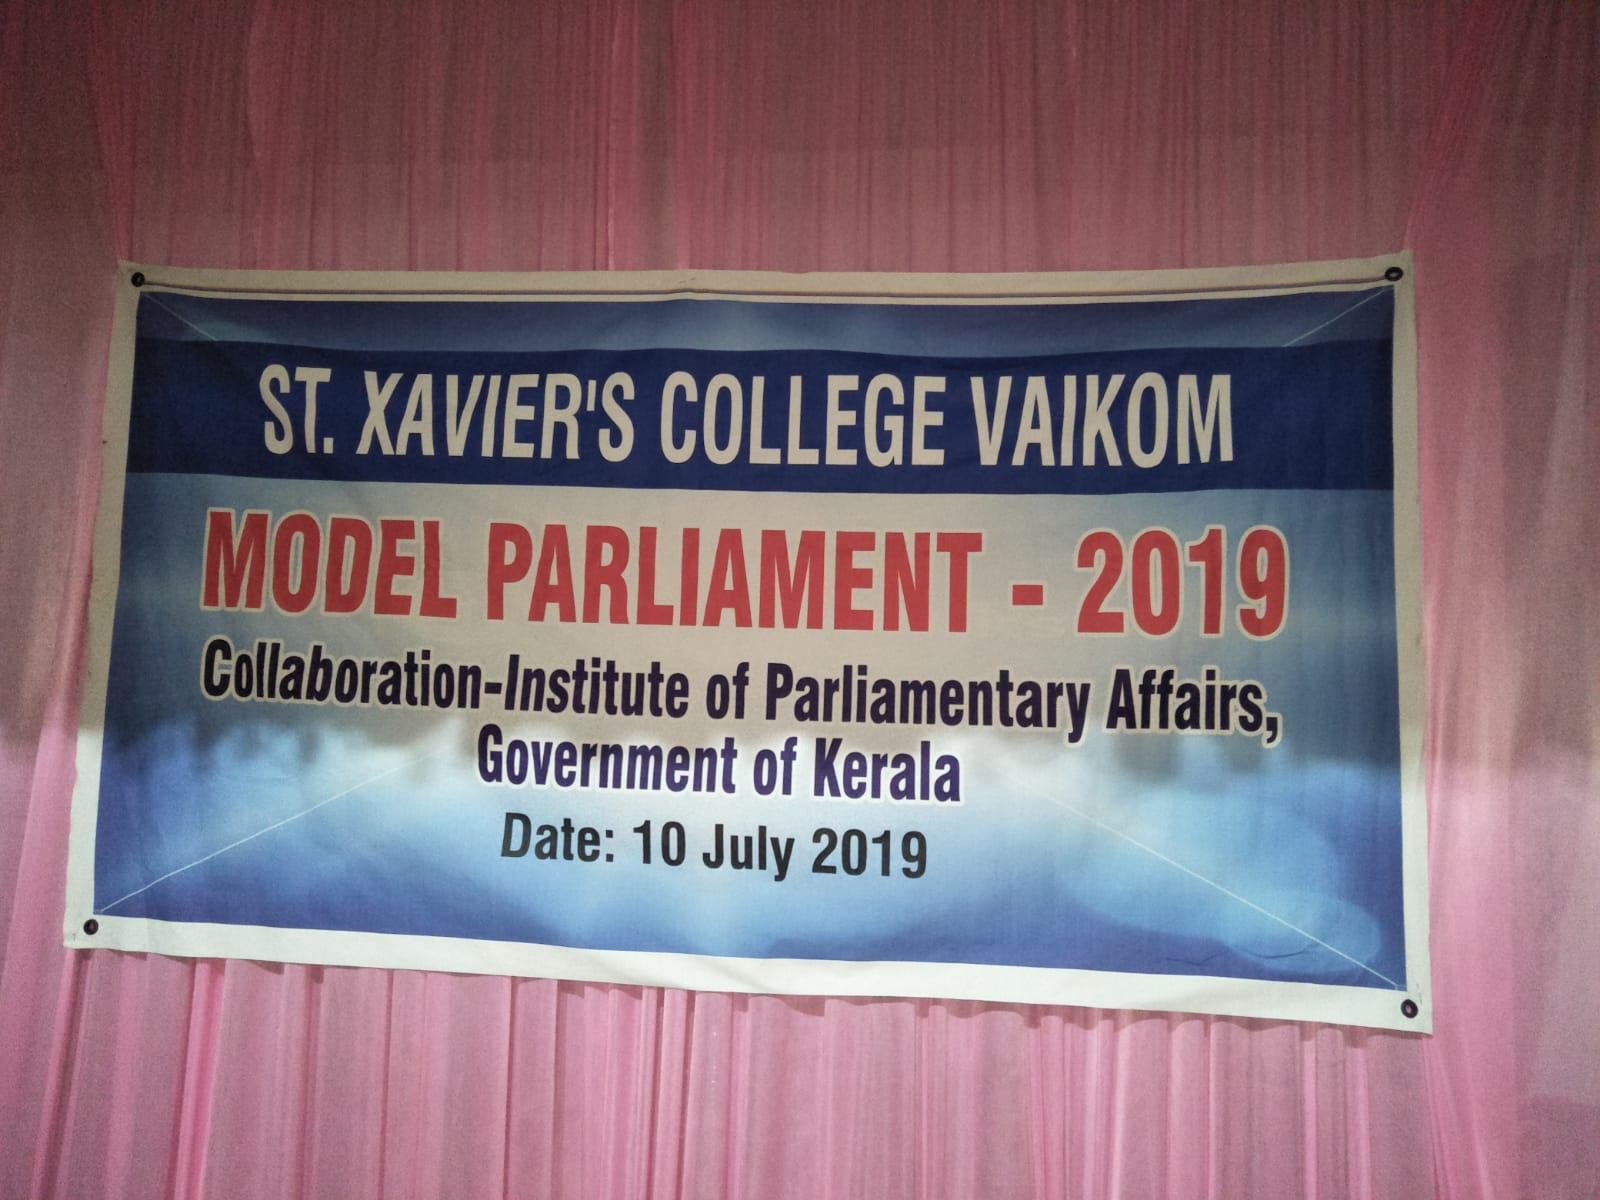 ST. XAVIER'S COLLEGE VAIKOM
MODEL PARLIAMENT - 2019
Collaboration-Institute of Parliamentary Affairs,
Government of Kerala
Date: 10 July 2019